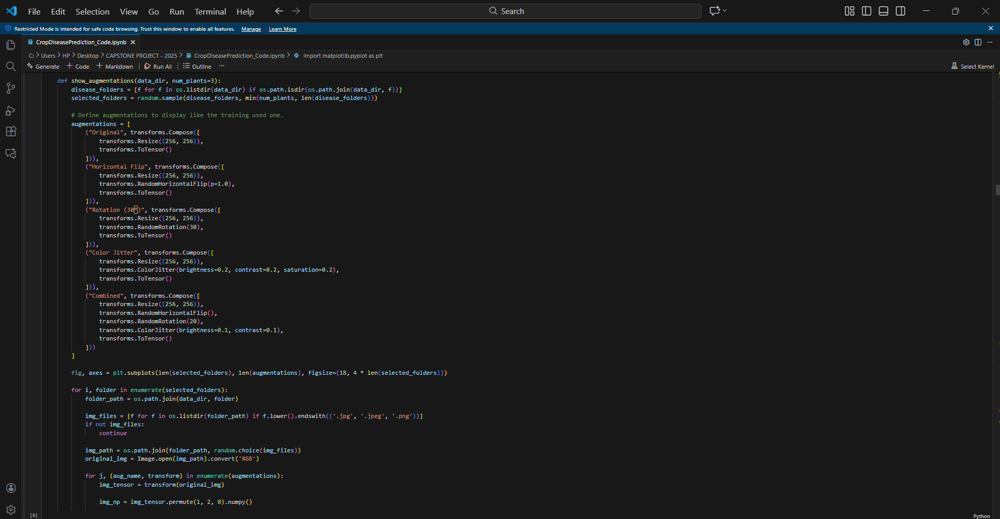 File Edit Selection View Go Run Terminal Help Search
Restricted Mode is intended for safe code browsing. Trust this window to enable all features. Manage Learn More
CropDiseasePrediction_Code.ipynb
C: > Users > HP > Desktop > CAPSTONE PROJECT - 2025 > CropDiseasePrediction_Code.ipynb > import matplotlib.pyplot as plt
Generate + Code + Markdown | Run All | Outline ... Select Kernel
def show_augmentations(data_dir, num_plants=3):
    disease_folders = [f for f in os.listdir(data_dir) if os.path.isdir(os.path.join(data_dir, f))]
    selected_folders = random.sample(disease_folders, min(num_plants, len(disease_folders)))
    # Define augmentations to display like the training used one.
    augmentations = [
        ("Original", transforms.Compose([
            transforms.Resize((256, 256)),
            transforms.ToTensor()
        ])),
        ("Horizontal Flip", transforms.Compose([
            transforms.Resize((256, 256)),
            transforms.RandomHorizontalFlip(p=1.0),
            transforms.ToTensor()
        ])),
        ("Rotation (30º)", transforms.Compose([
            transforms.Resize((256, 256)),
            transforms.RandomRotation(30),
            transforms.ToTensor()
        ])),
        ("Color Jitter", transforms.Compose([
            transforms.Resize((256, 256)),
            transforms.ColorJitter(brightness=0.2, contrast=0.2, saturation=0.2),
            transforms.ToTensor()
        ])),
        ("Combined", transforms.Compose([
            transforms.Resize((256, 256)),
            transforms.RandomHorizontalFlip(),
            transforms.RandomRotation(20),
            transforms.ColorJitter(brightness=0.1, contrast=0.1),
            transforms.ToTensor()
        ]))
    ]
    fig, axes = plt.subplots(len(selected_folders), len(augmentations), figsize=(18, 4 * len(selected_folders)))
    for i, folder in enumerate(selected_folders):
        folder_path = os.path.join(data_dir, folder)
        img_files = [f for f in os.listdir(folder_path) if f.lower().endswith(('.jpg', '.jpeg', '.png'))]
        if not img_files:
            continue
        img_path = os.path.join(folder_path, random.choice(img_files))
        original_img = Image.open(img_path).convert('RGB')
        for j, (aug_name, transform) in enumerate(augmentations):
            img_tensor = transform(original_img)
            img_np = img_tensor.permute(1, 2, 0).numpy()
[8]
Python